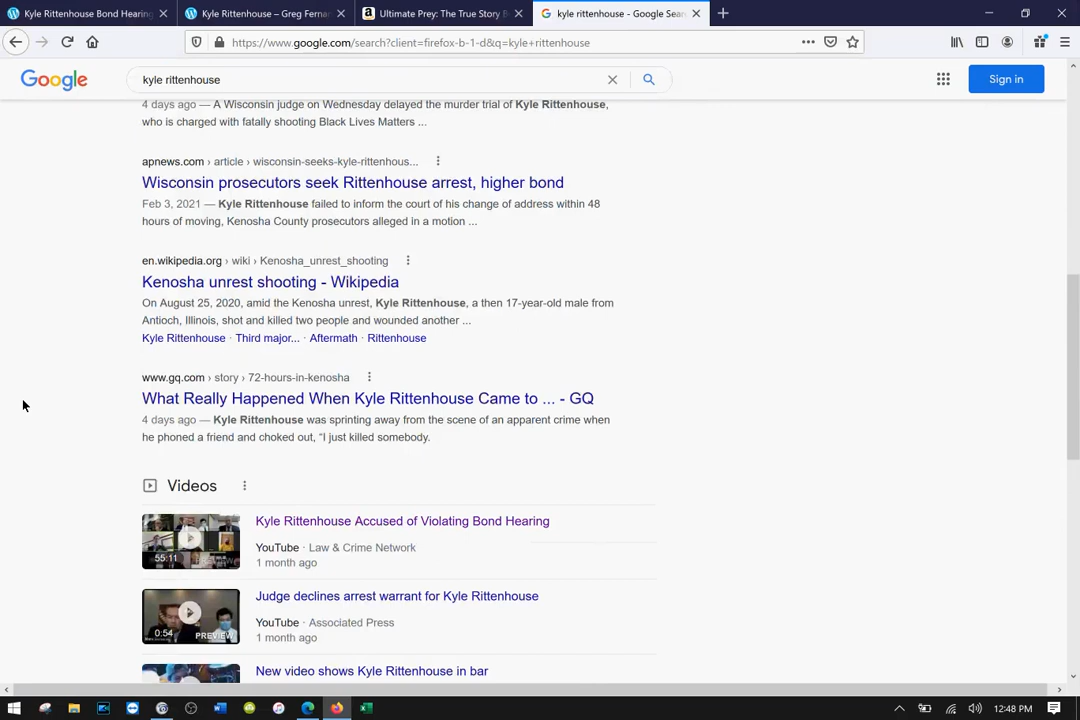 Kyle Rittenhouse Bond Hearing
Kyle Rittenhouse – Greg Fernan
Ultimate Prey: The True Story B
kyle rittenhouse - Google Sear
https://www.google.com/search?client=firefox-b-1-d&q=kyle+rittenhouse
Google
kyle rittenhouse
Sign in
4 days ago — A Wisconsin judge on Wednesday delayed the murder trial of Kyle Rittenhouse,
who is charged with fatally shooting Black Lives Matters ...
apnews.com › article › wisconsin-seeks-kyle-rittenhous...
Wisconsin prosecutors seek Rittenhouse arrest, higher bond
Feb 3, 2021 — Kyle Rittenhouse failed to inform the court of his change of address within 48
hours of moving, Kenosha County prosecutors alleged in a motion ...
en.wikipedia.org › wiki › Kenosha_unrest_shooting
Kenosha unrest shooting - Wikipedia
On August 25, 2020, amid the Kenosha unrest, Kyle Rittenhouse, a then 17-year-old male from
Antioch, Illinois, shot and killed two people and wounded another ...
Kyle Rittenhouse · Third major... · Aftermath · Rittenhouse
www.gq.com › story › 72-hours-in-kenosha
What Really Happened When Kyle Rittenhouse Came to ... - GQ
4 days ago — Kyle Rittenhouse was sprinting away from the scene of an apparent crime when
he phoned a friend and choked out, “I just killed somebody.
Videos
Kyle Rittenhouse Accused of Violating Bond Hearing
YouTube · Law & Crime Network
1 month ago
55:11
PREVIEW
Judge declines arrest warrant for Kyle Rittenhouse
YouTube · Associated Press
1 month ago
0:54
PREVIEW
New video shows Kyle Rittenhouse in bar
12:48 PM